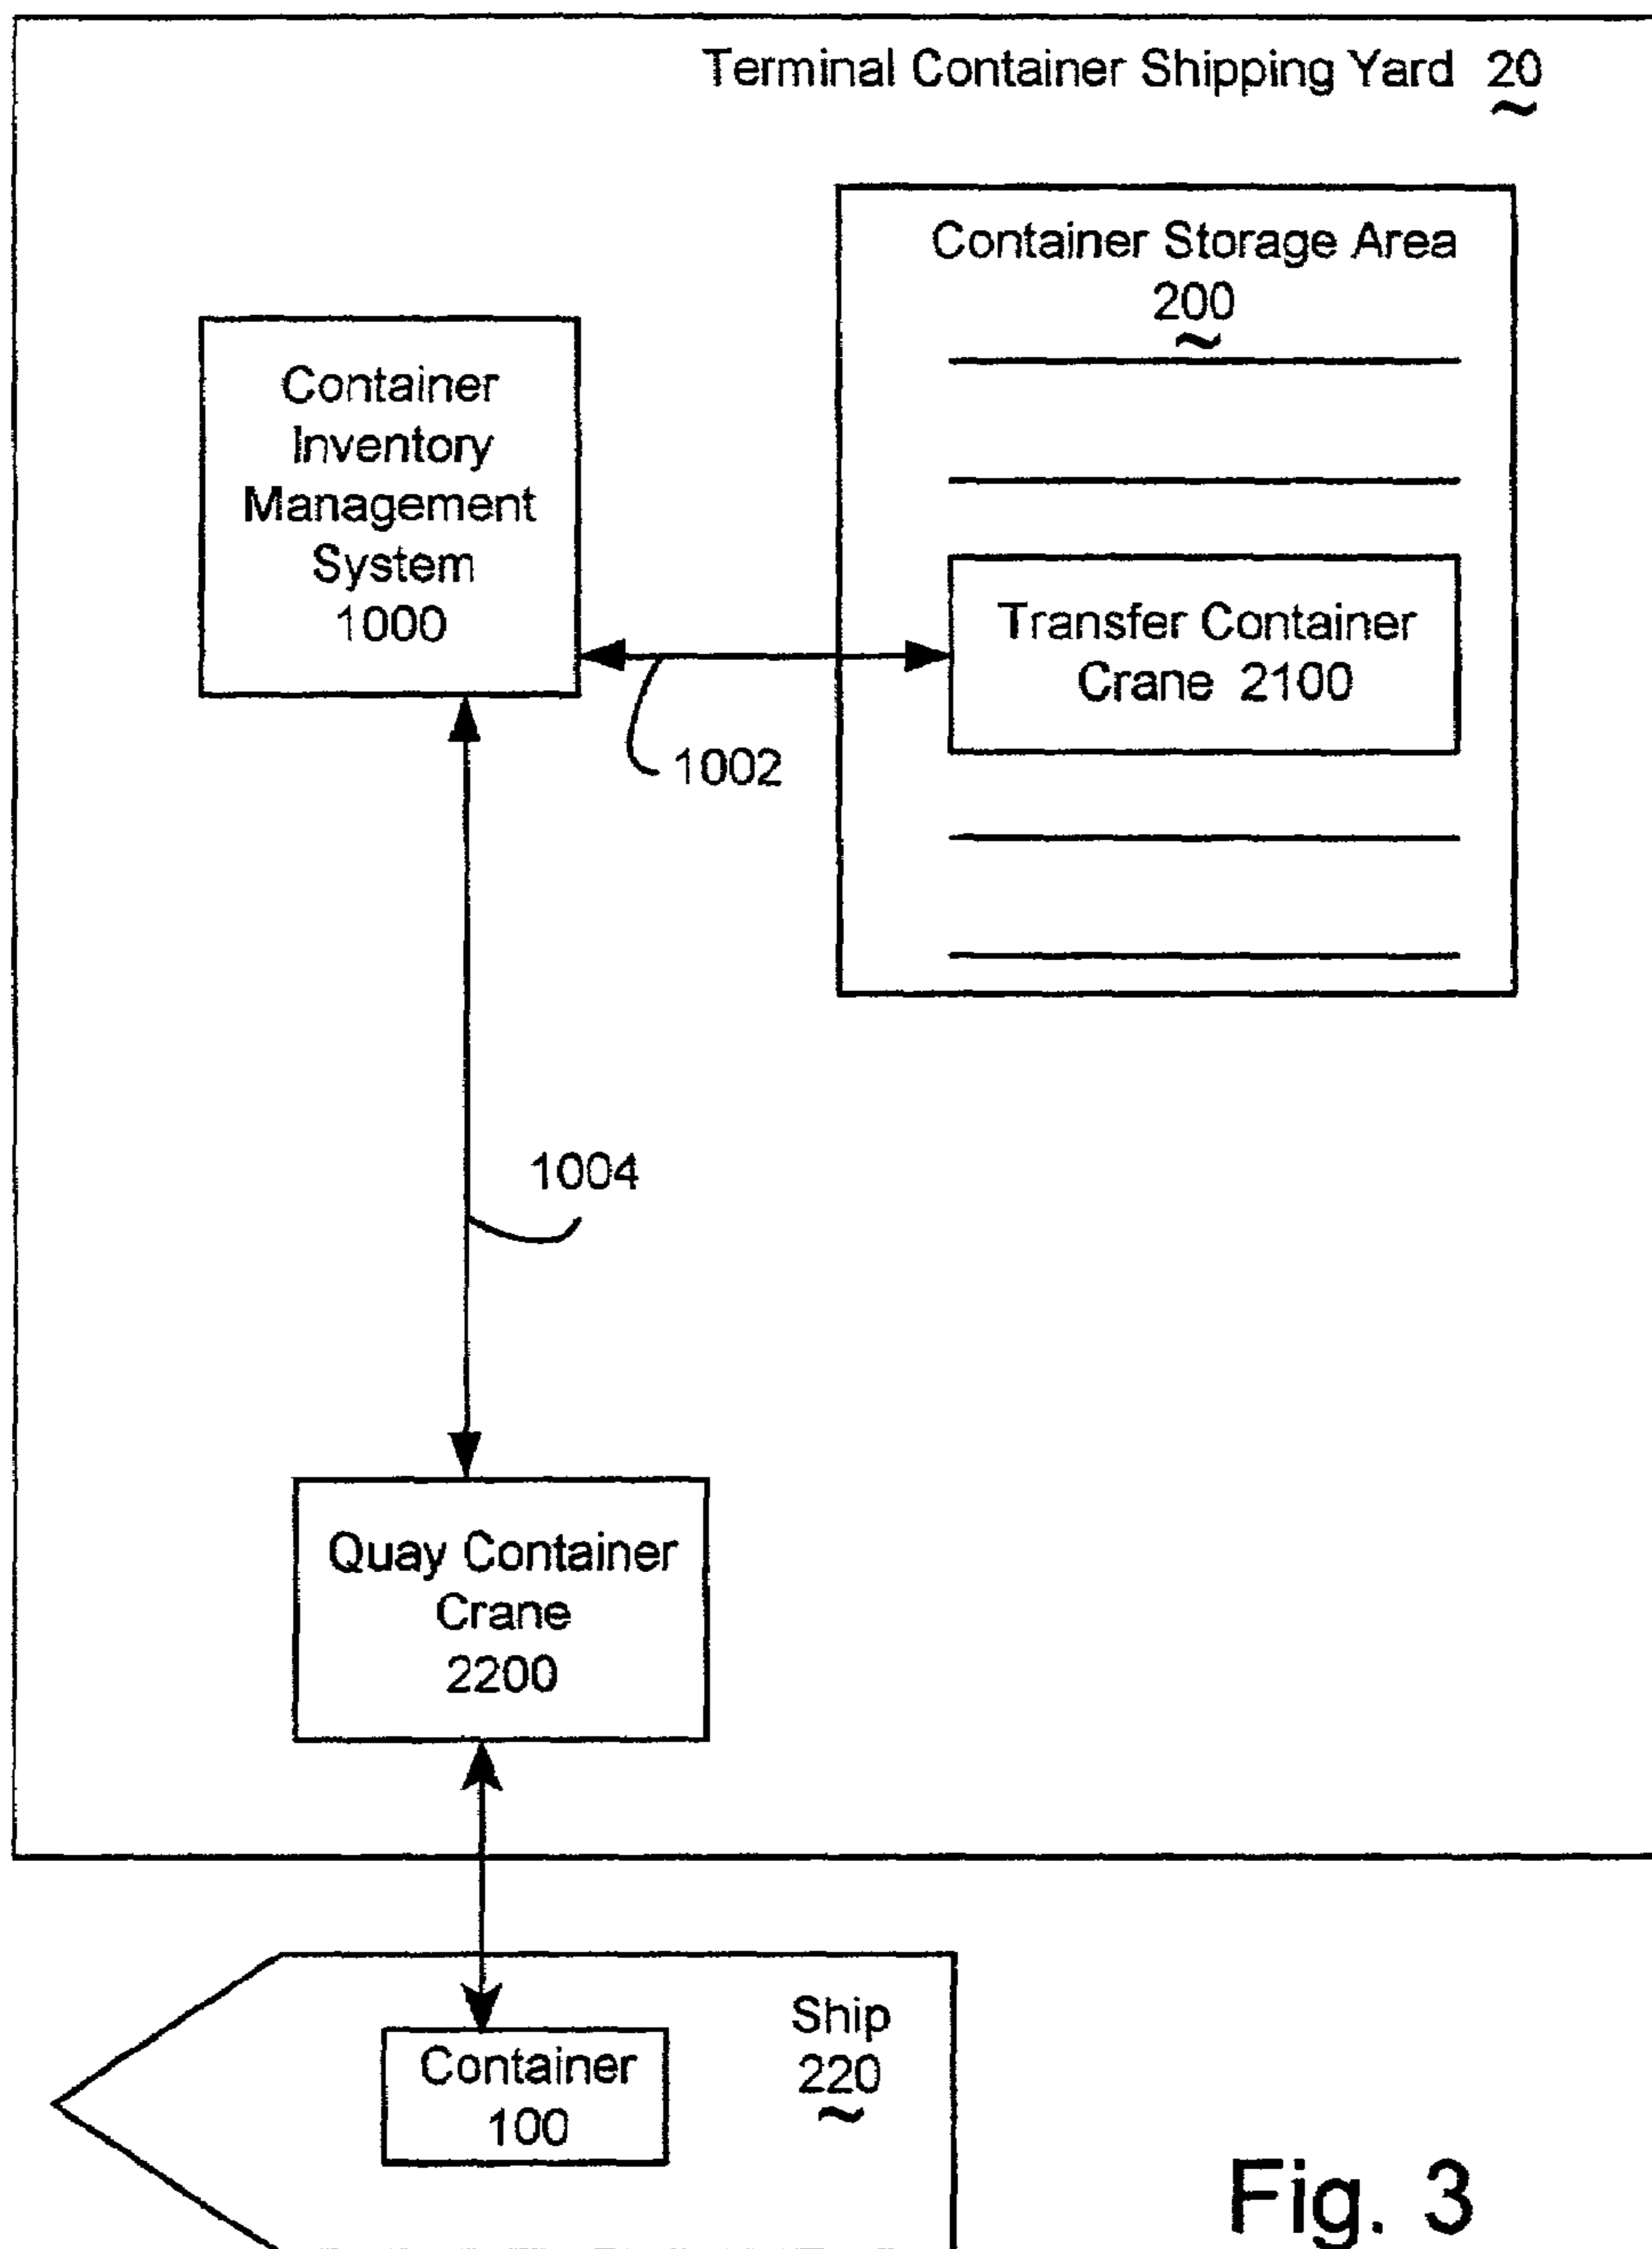 Terminal Container Shipping Yard 20
Container Storage Area
200
Container
Inventory
Management
System
1000
Transfer Container
Crane 2100
1002
1004
Quay Container
Crane
2200
Ship
220
Container
100
Fig. 3